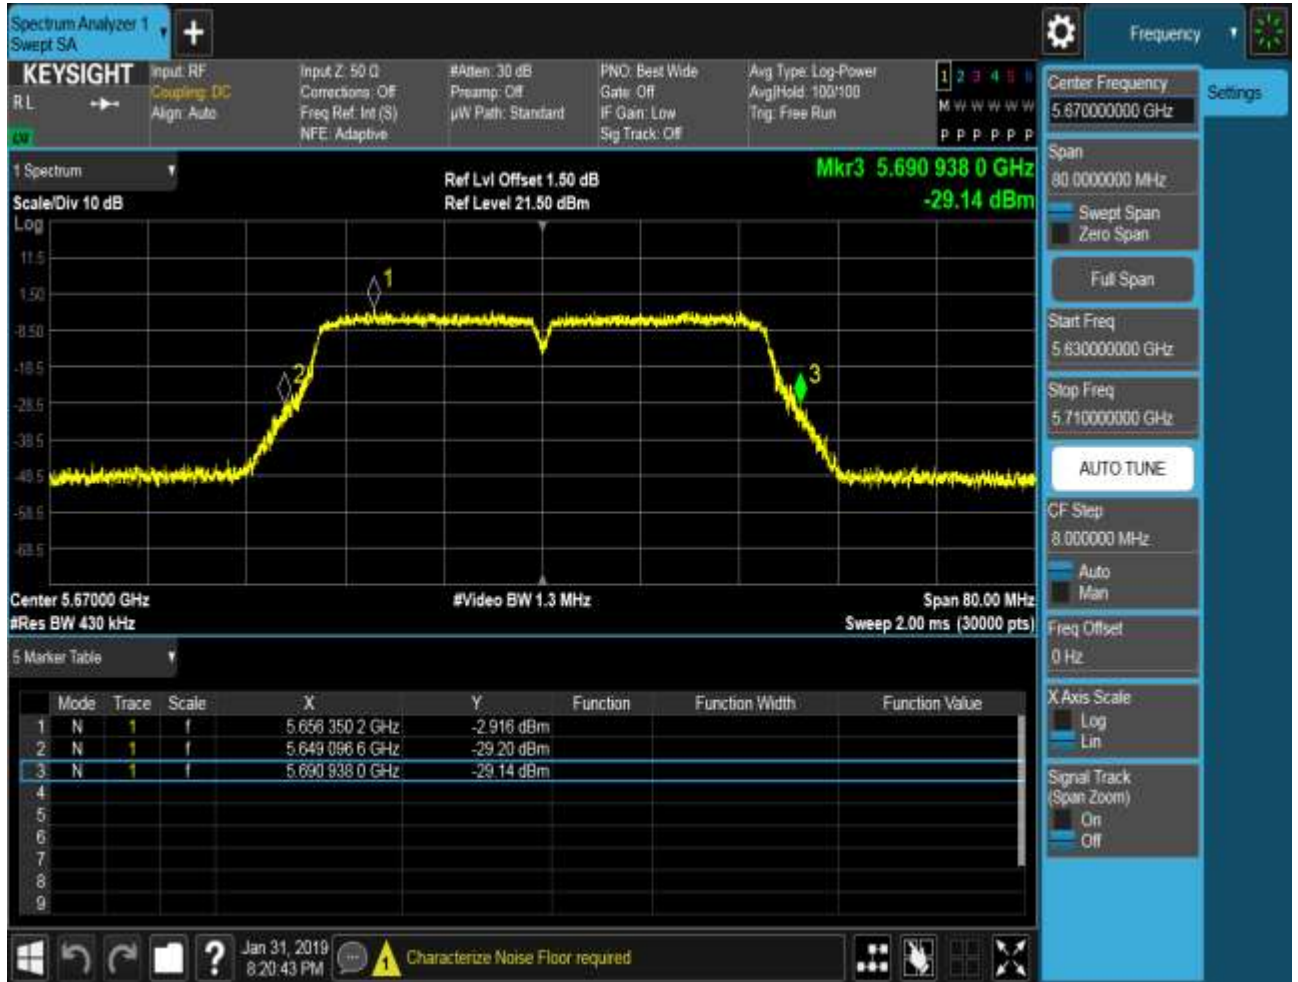 Spectrum Analyzer 1
Swept SA
Frequency
KEYSIGHT
RL
Input: RF
Coupling: DC
Align: Auto
Input Z: 50 Ω
Corrections: Off
Freq Ref: Int (S)
NFE: Adaptive
#Atten: 30 dB
Preamp: Off
µW Path: Standard
PNO: Best Wide
Gate: Off
IF Gain: Low
Sig Track: Off
Avg Type: Log-Power
Avg|Hold: 100/100
Trig: Free Run
1 2 3 4 5 6
M W W W W W
P P P P P P
1 Spectrum
Scale/Div 10 dB
Ref Lvl Offset 1.50 dB
Ref Level 21.50 dBm
Mkr3 5.690 938 0 GHz
-29.14 dBm
Log
11.5
1.50
-8.50
-18.5
-28.5
-38.5
-48.5
-58.5
-68.5
1
2
3
Center 5.67000 GHz
#Res BW 430 kHz
#Video BW 1.3 MHz
Span 80.00 MHz
Sweep 2.00 ms (30000 pts)
5 Marker Table
Mode Trace Scale X Y Function Function Width Function Value
1 N 1 f 5.656 350 2 GHz -2.916 dBm
2 N 1 f 5.649 096 6 GHz -29.20 dBm
3 N 1 f 5.690 938 0 GHz -29.14 dBm
4
5
6
7
8
9
Jan 31, 2019
8:20:43 PM
Characterize Noise Floor required
Center Frequency
5.670000000 GHz
Settings
Span
80.0000000 MHz
Swept Span
Zero Span
Full Span
Start Freq
5.630000000 GHz
Stop Freq
5.710000000 GHz
AUTO TUNE
CF Step
8.000000 MHz
Auto
Man
Freq Offset
0 Hz
X Axis Scale
Log
Lin
Signal Track
(Span Zoom)
On
Off